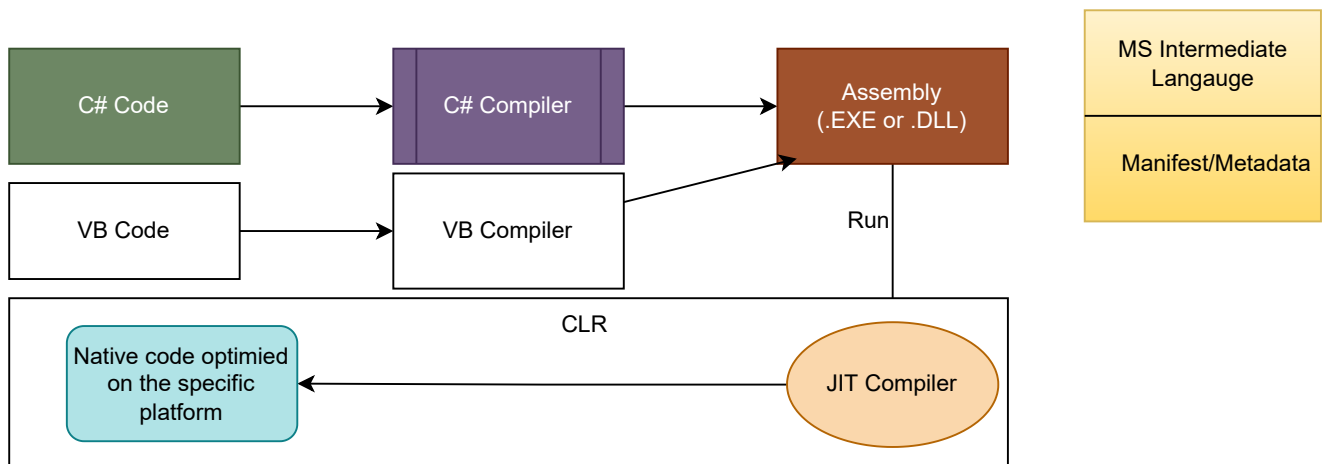 C# Code
C# Compiler
Assembly
(.EXE or .DLL)
MS Intermediate
Langauge
Manifest/Metadata
VB Code
VB Compiler
Run
CLR
Native code optimied
on the specific
platform
JIT Compiler